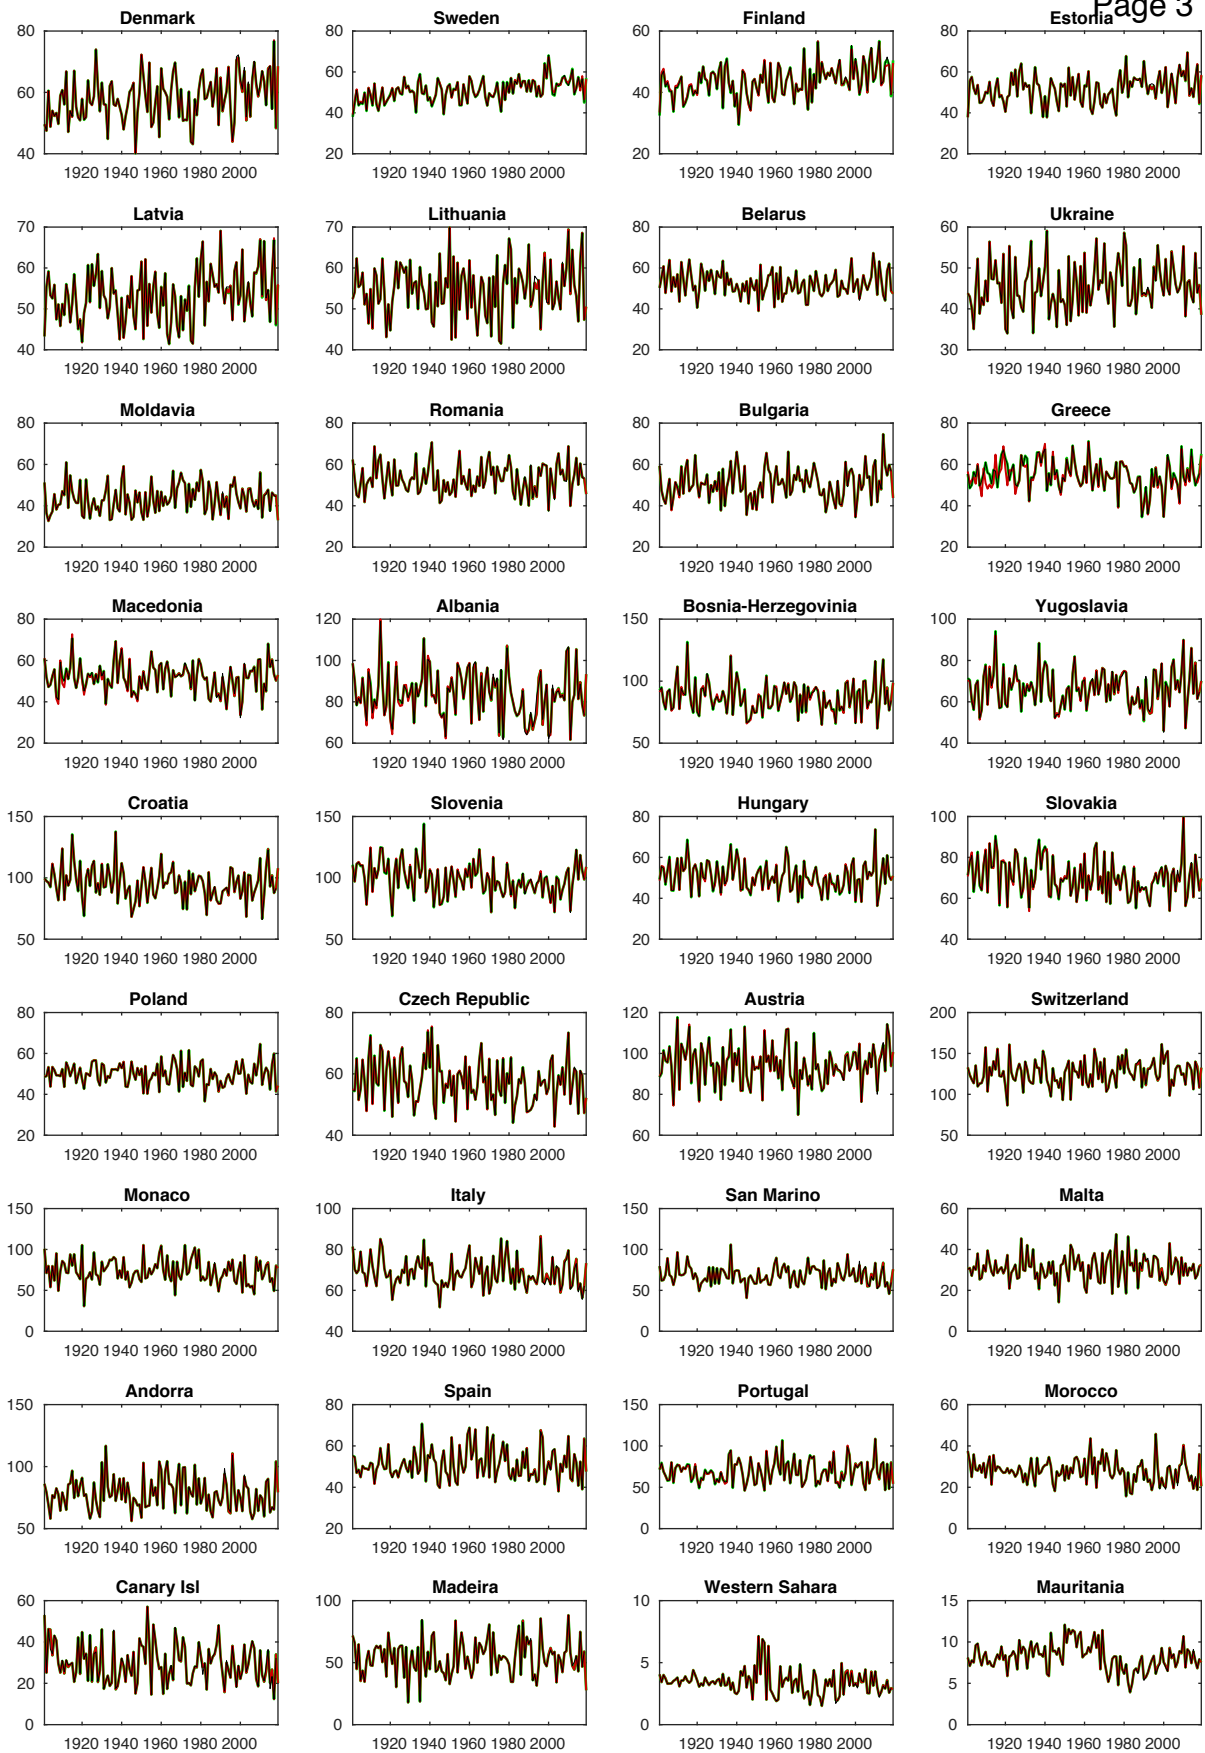 Page 3
Denmark Sweden Finland Estonia
80 80 60 80
60 60 40 60
40
40 20 20 20
1920 1940 1960 1980 2000 1920 1940 1960 1980 2000 1920 1940 1960 1980 2000 1920 1940 1960 1980 2000
Latvia Lithuania Belarus Ukraine
70 70 80 60
60 60 60 50
50 50 40 40
40 40 20 30
1920 1940 1960 1980 2000 1920 1940 1960 1980 2000 1920 1940 1960 1980 2000 1920 1940 1960 1980 2000
Moldavia Romania Bulgaria Greece
80 80 80 80
60 60 60 60
40 40 40 40
20 20 20 20
1920 1940 1960 1980 2000 1920 1940 1960 1980 2000 1920 1940 1960 1980 2000 1920 1940 1960 1980 2000
Macedonia Albania Bosnia-Herzegovinia Yugoslavia
80 120 150 100
60 100 100 80
40 80 60
20 60 50 40
1920 1940 1960 1980 2000 1920 1940 1960 1980 2000 1920 1940 1960 1980 2000 1920 1940 1960 1980 2000
Croatia Slovenia Hungary Slovakia
150 150 80 100
100 100 60 80
40 60
50 50 20 40
1920 1940 1960 1980 2000 1920 1940 1960 1980 2000 1920 1940 1960 1980 2000 1920 1940 1960 1980 2000
Poland Czech Republic Austria Switzerland
80 80 120 200
60 60 100 150
40 80 100
20 40 60 50
1920 1940 1960 1980 2000 1920 1940 1960 1980 2000 1920 1940 1960 1980 2000 1920 1940 1960 1980 2000
Monaco Italy San Marino Malta
150 100 150 60
100 80 100 40
50 60 50 20
0 40 0 0
1920 1940 1960 1980 2000 1920 1940 1960 1980 2000 1920 1940 1960 1980 2000 1920 1940 1960 1980 2000
Andorra Spain Portugal Morocco
150 80 150 60
100 60 100 40
40 50 20
50 20 0 0
1920 1940 1960 1980 2000 1920 1940 1960 1980 2000 1920 1940 1960 1980 2000 1920 1940 1960 1980 2000
Canary Isl Madeira Western Sahara Mauritania
60 100 10 15
40 50 5 10
20 5
0 0 0 0
1920 1940 1960 1980 2000 1920 1940 1960 1980 2000 1920 1940 1960 1980 2000 1920 1940 1960 1980 2000